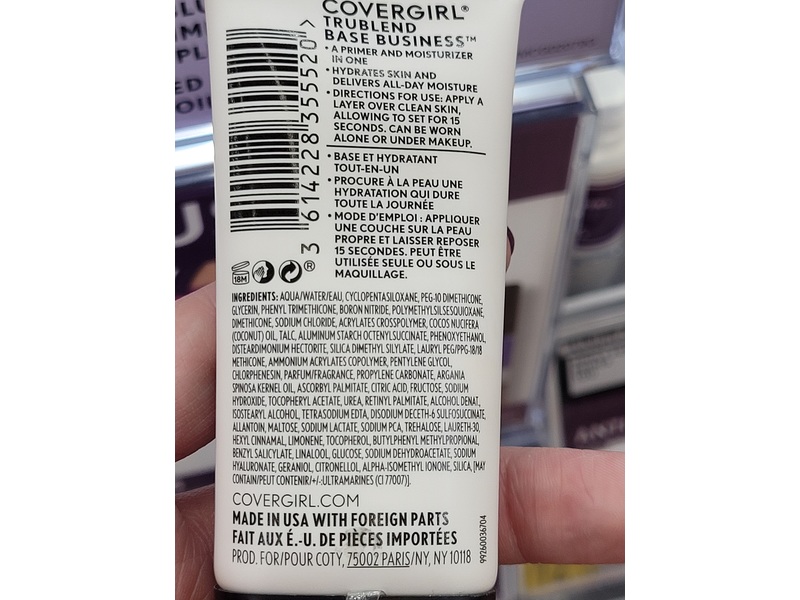 COVERGIRL®
TRUBLEND
BASE BUSINESS™
• A PRIMER AND MOISTURIZER
IN ONE
• HYDRATES SKIN AND
DELIVERS ALL-DAY MOISTURE
• DIRECTIONS FOR USE: APPLY A
LAYER OVER CLEAN SKIN,
ALLOWING TO SET FOR 15
SECONDS. CAN BE WORN
ALONE OR UNDER MAKEUP.
• BASE ET HYDRATANT
TOUT-EN-UN
• PROCURE À LA PEAU UNE
HYDRATATION QUI DURE
TOUTE LA JOURNÉE
• MODE D'EMPLOI : APPLIQUER
UNE COUCHE SUR LA PEAU
PROPRE ET LAISSER REPOSER
15 SECONDES. PEUT ÊTRE
UTILISÉE SEULE OU SOUS LE
MAQUILLAGE.
3 614228 355520 >
18M
®
INGREDIENTS: AQUA/WATER/EAU, CYCLOPENTASILOXANE, PEG-10 DIMETHICONE,
GLYCERIN, PHENYL TRIMETHICONE, BORON NITRIDE, POLYMETHYLSILSESQUIOXANE,
DIMETHICONE, SODIUM CHLORIDE, ACRYLATES CROSSPOLYMER, COCOS NUCIFERA
(COCONUT) OIL, TALC, ALUMINUM STARCH OCTENYLSUCCINATE, PHENOXYETHANOL,
DISTEARDIMONIUM HECTORITE, SILICA DIMETHYL SILYLATE, LAURYL PEG/PPG-18/18
METHICONE, AMMONIUM ACRYLATES COPOLYMER, PENTYLENE GLYCOL,
CHLORPHENESIN, PARFUM/FRAGRANCE, PROPYLENE CARBONATE, ARGANIA
SPINOSA KERNEL OIL, ASCORBYL PALMITATE, CITRIC ACID, FRUCTOSE, SODIUM
HYDROXIDE, TOCOPHERYL ACETATE, UREA, RETINYL PALMITATE, ALCOHOL DENAT.,
ISOSTEARYL ALCOHOL, TETRASODIUM EDTA, DISODIUM DECETH-6 SULFOSUCCINATE,
ALLANTOIN, MALTOSE, SODIUM LACTATE, SODIUM PCA, TREHALOSE, LAURETH-30,
HEXYL CINNAMAL, LIMONENE, TOCOPHEROL, BUTYLPHENYL METHYLPROPIONAL,
BENZYL SALICYLATE, LINALOOL, GLUCOSE, SODIUM DEHYDROACETATE, SODIUM
HYALURONATE, GERANIOL, CITRONELLOL, ALPHA-ISOMETHYL IONONE, SILICA, [MAY
CONTAIN/PEUT CONTENIR/+/-:ULTRAMARINES (CI 77007)].
COVERGIRL.COM
MADE IN USA WITH FOREIGN PARTS
FAIT AUX É.-U. DE PIÈCES IMPORTÉES
PROD. FOR/POUR COTY, 75002 PARIS/NY, NY 10118
99260036704